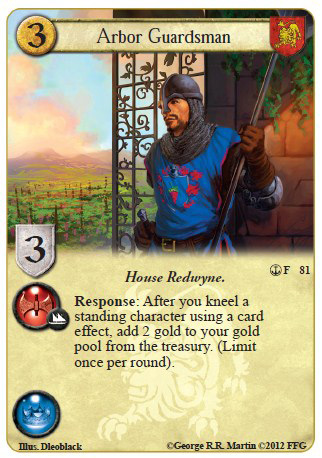 3
Arbor Guardsman
3
House Redwyne.
F 81
Response: After you kneel a
standing character using a card
effect, add 2 gold to your gold
pool from the treasury. (Limit
once per round).
Illus. Dleoblack
©George R.R. Martin ©2012 FFG